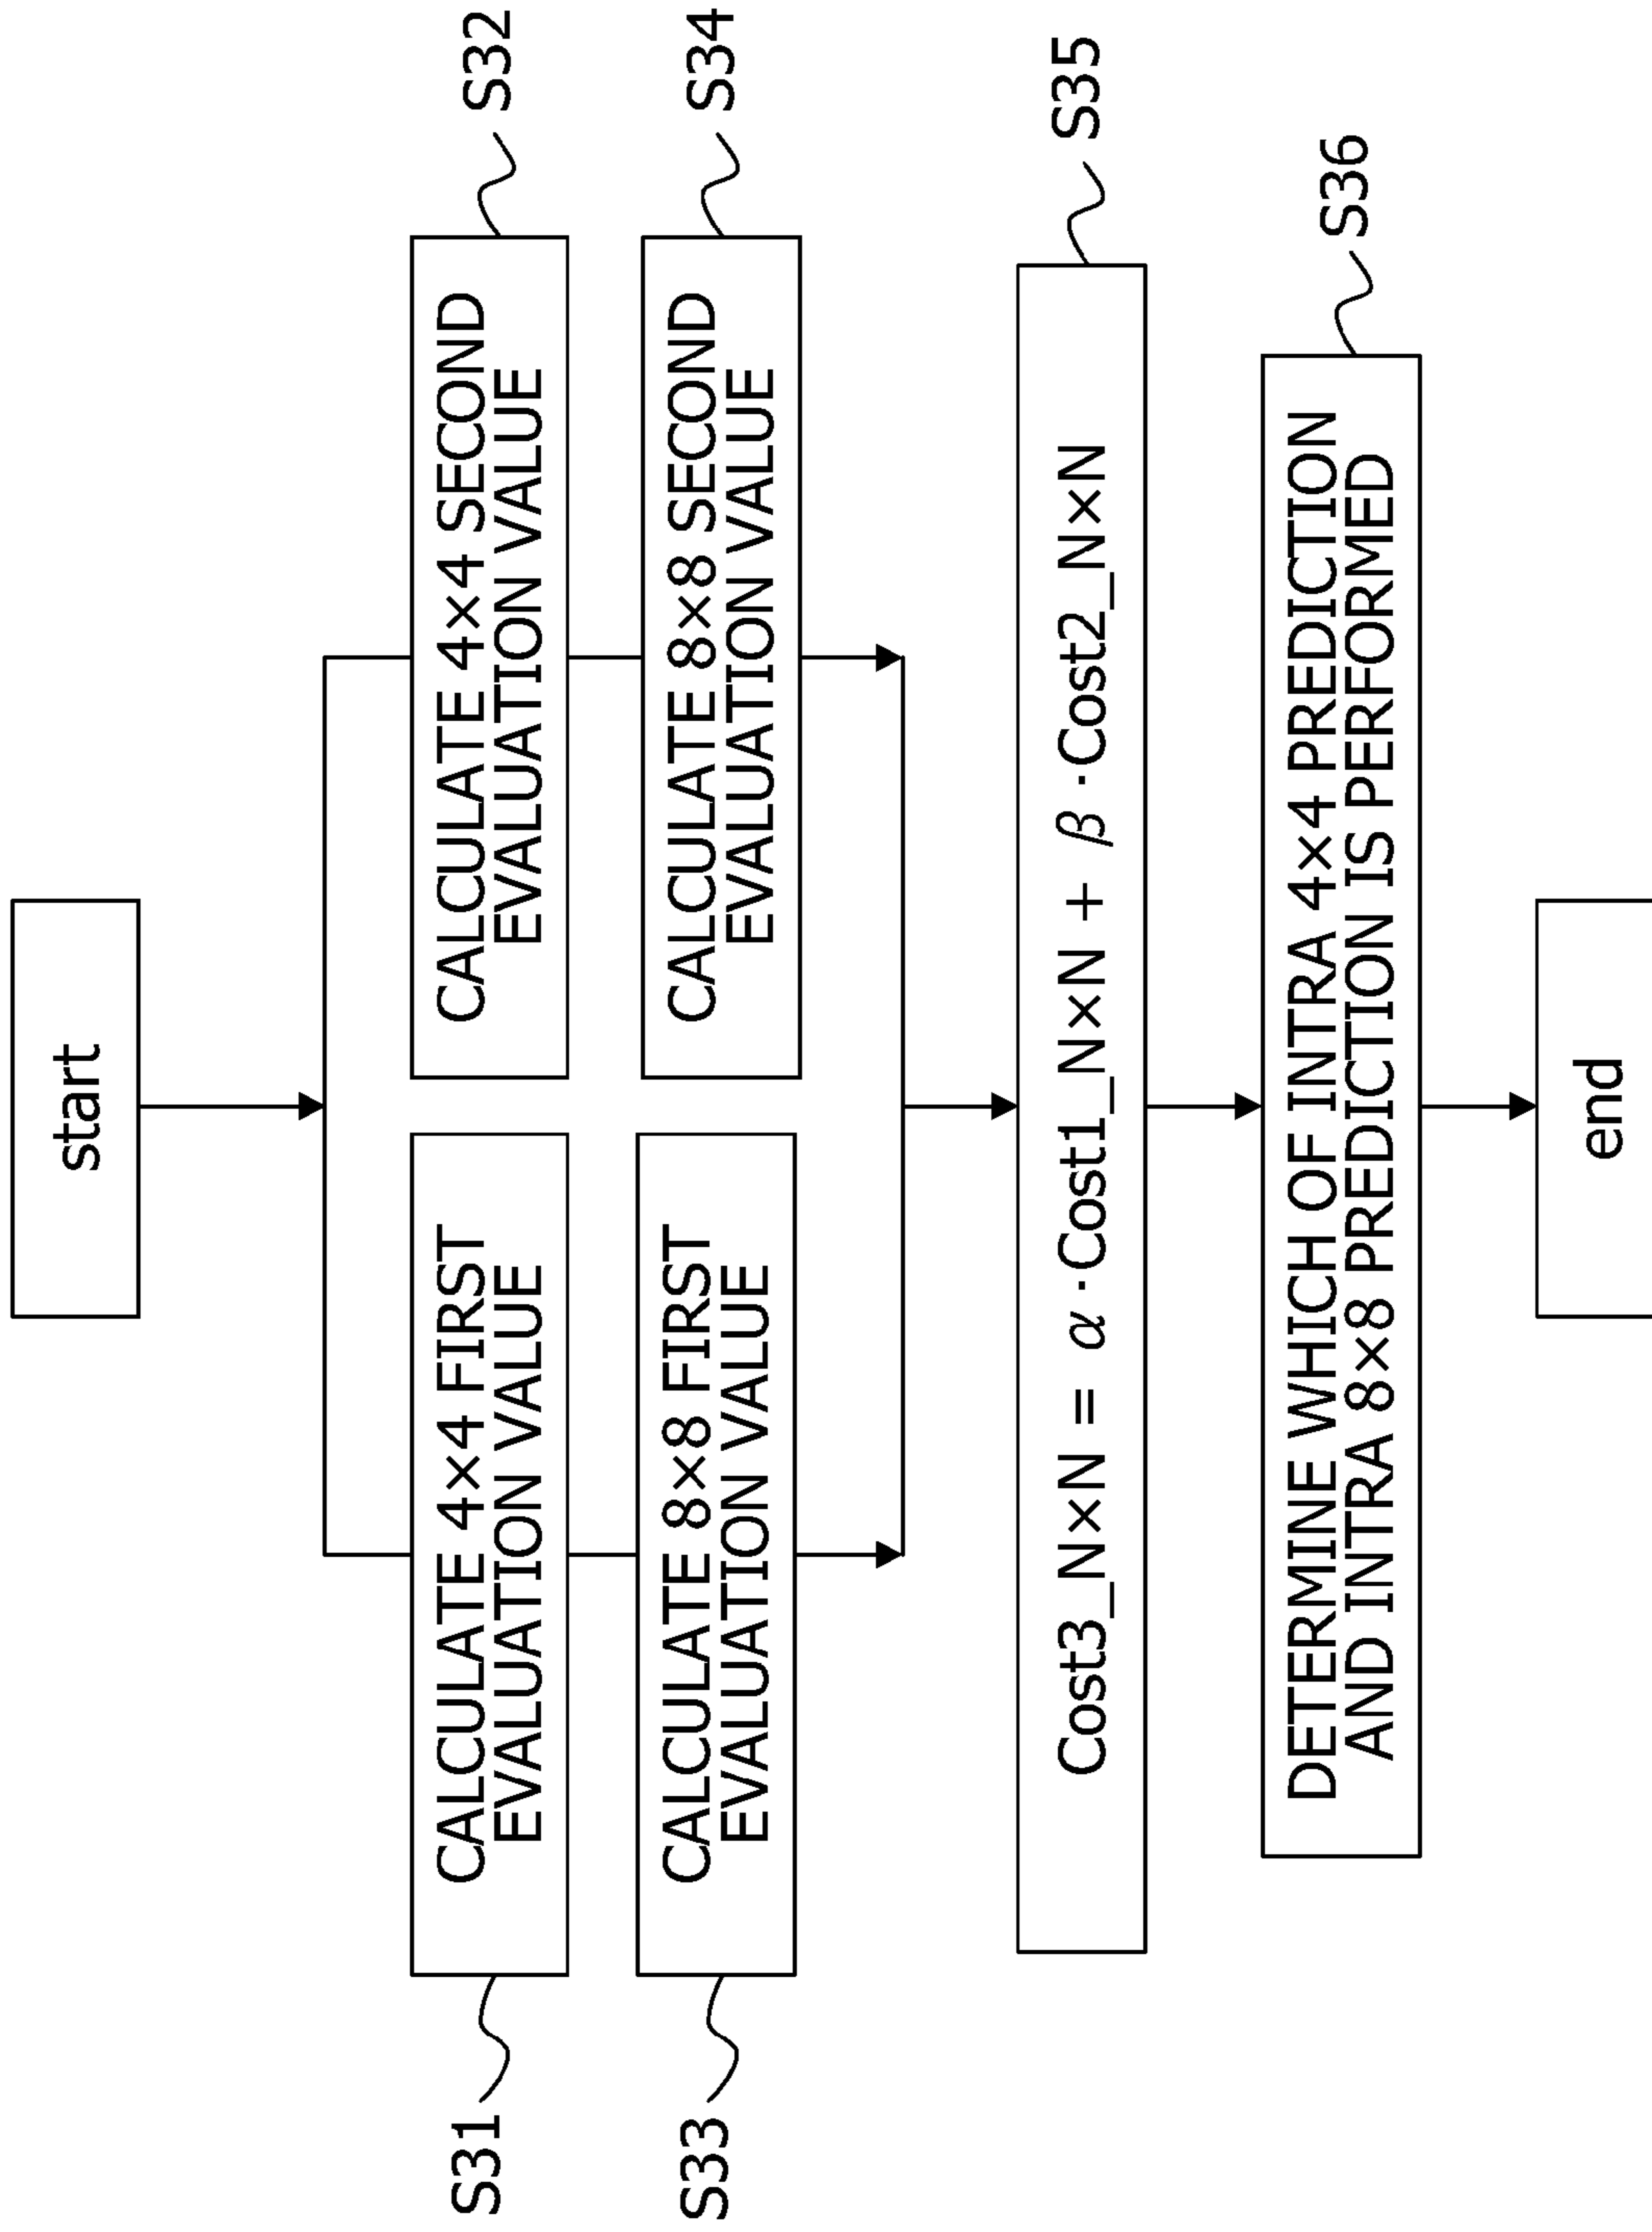 start
S31
CALCULATE 4×4 FIRST
EVALUATION VALUE
CALCULATE 4×4 SECOND
EVALUATION VALUE
S32
S33
CALCULATE 8×8 FIRST
EVALUATION VALUE
CALCULATE 8×8 SECOND
EVALUATION VALUE
S34
Cost3_N×N = α·Cost1_N×N + β·Cost2_N×N
S35
DETERMINE WHICH OF INTRA 4×4 PREDICTION
AND INTRA 8×8 PREDICTION IS PERFORMED
S36
end